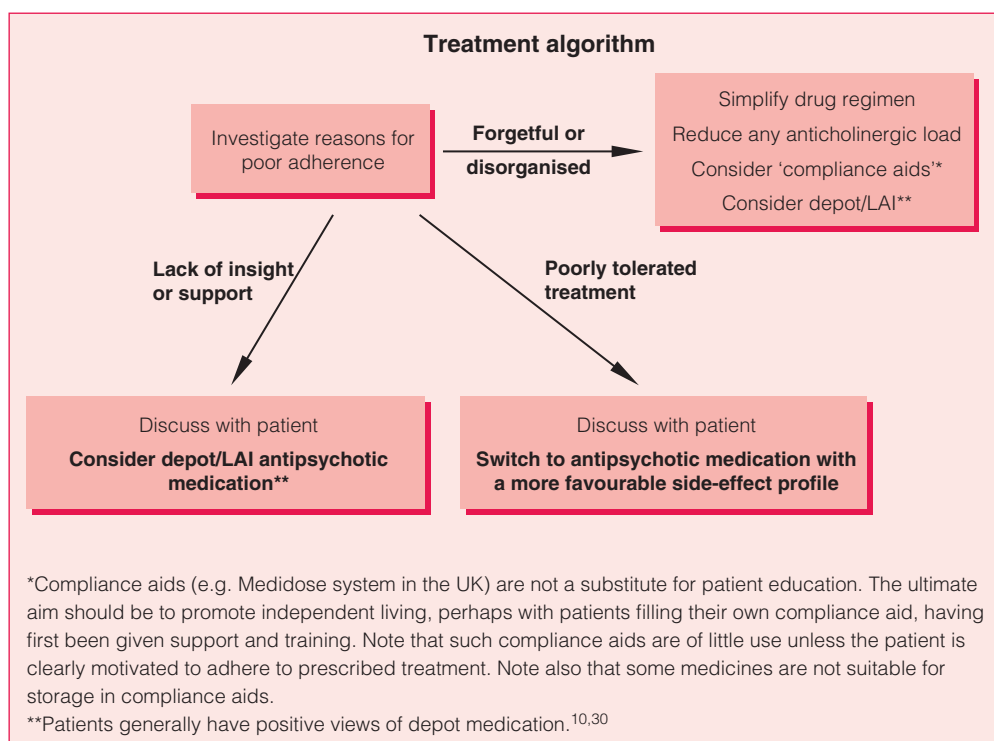 Treatment algorithm
Investigate reasons for
poor adherence
Forgetful or
disorganised
Simplify drug regimen
Reduce any anticholinergic load
Consider ‘compliance aids’*
Consider depot/LAI**
Lack of insight
or support
Poorly tolerated
treatment
Discuss with patient
Consider depot/LAI antipsychotic
medication**
Discuss with patient
Switch to antipsychotic medication with
a more favourable side-effect profile
*Compliance aids (e.g. Medidose system in the UK) are not a substitute for patient education. The ultimate
aim should be to promote independent living, perhaps with patients filling their own compliance aid, having
first been given support and training. Note that such compliance aids are of little use unless the patient is
clearly motivated to adhere to prescribed treatment. Note also that some medicines are not suitable for
storage in compliance aids.
**Patients generally have positive views of depot medication.10,30